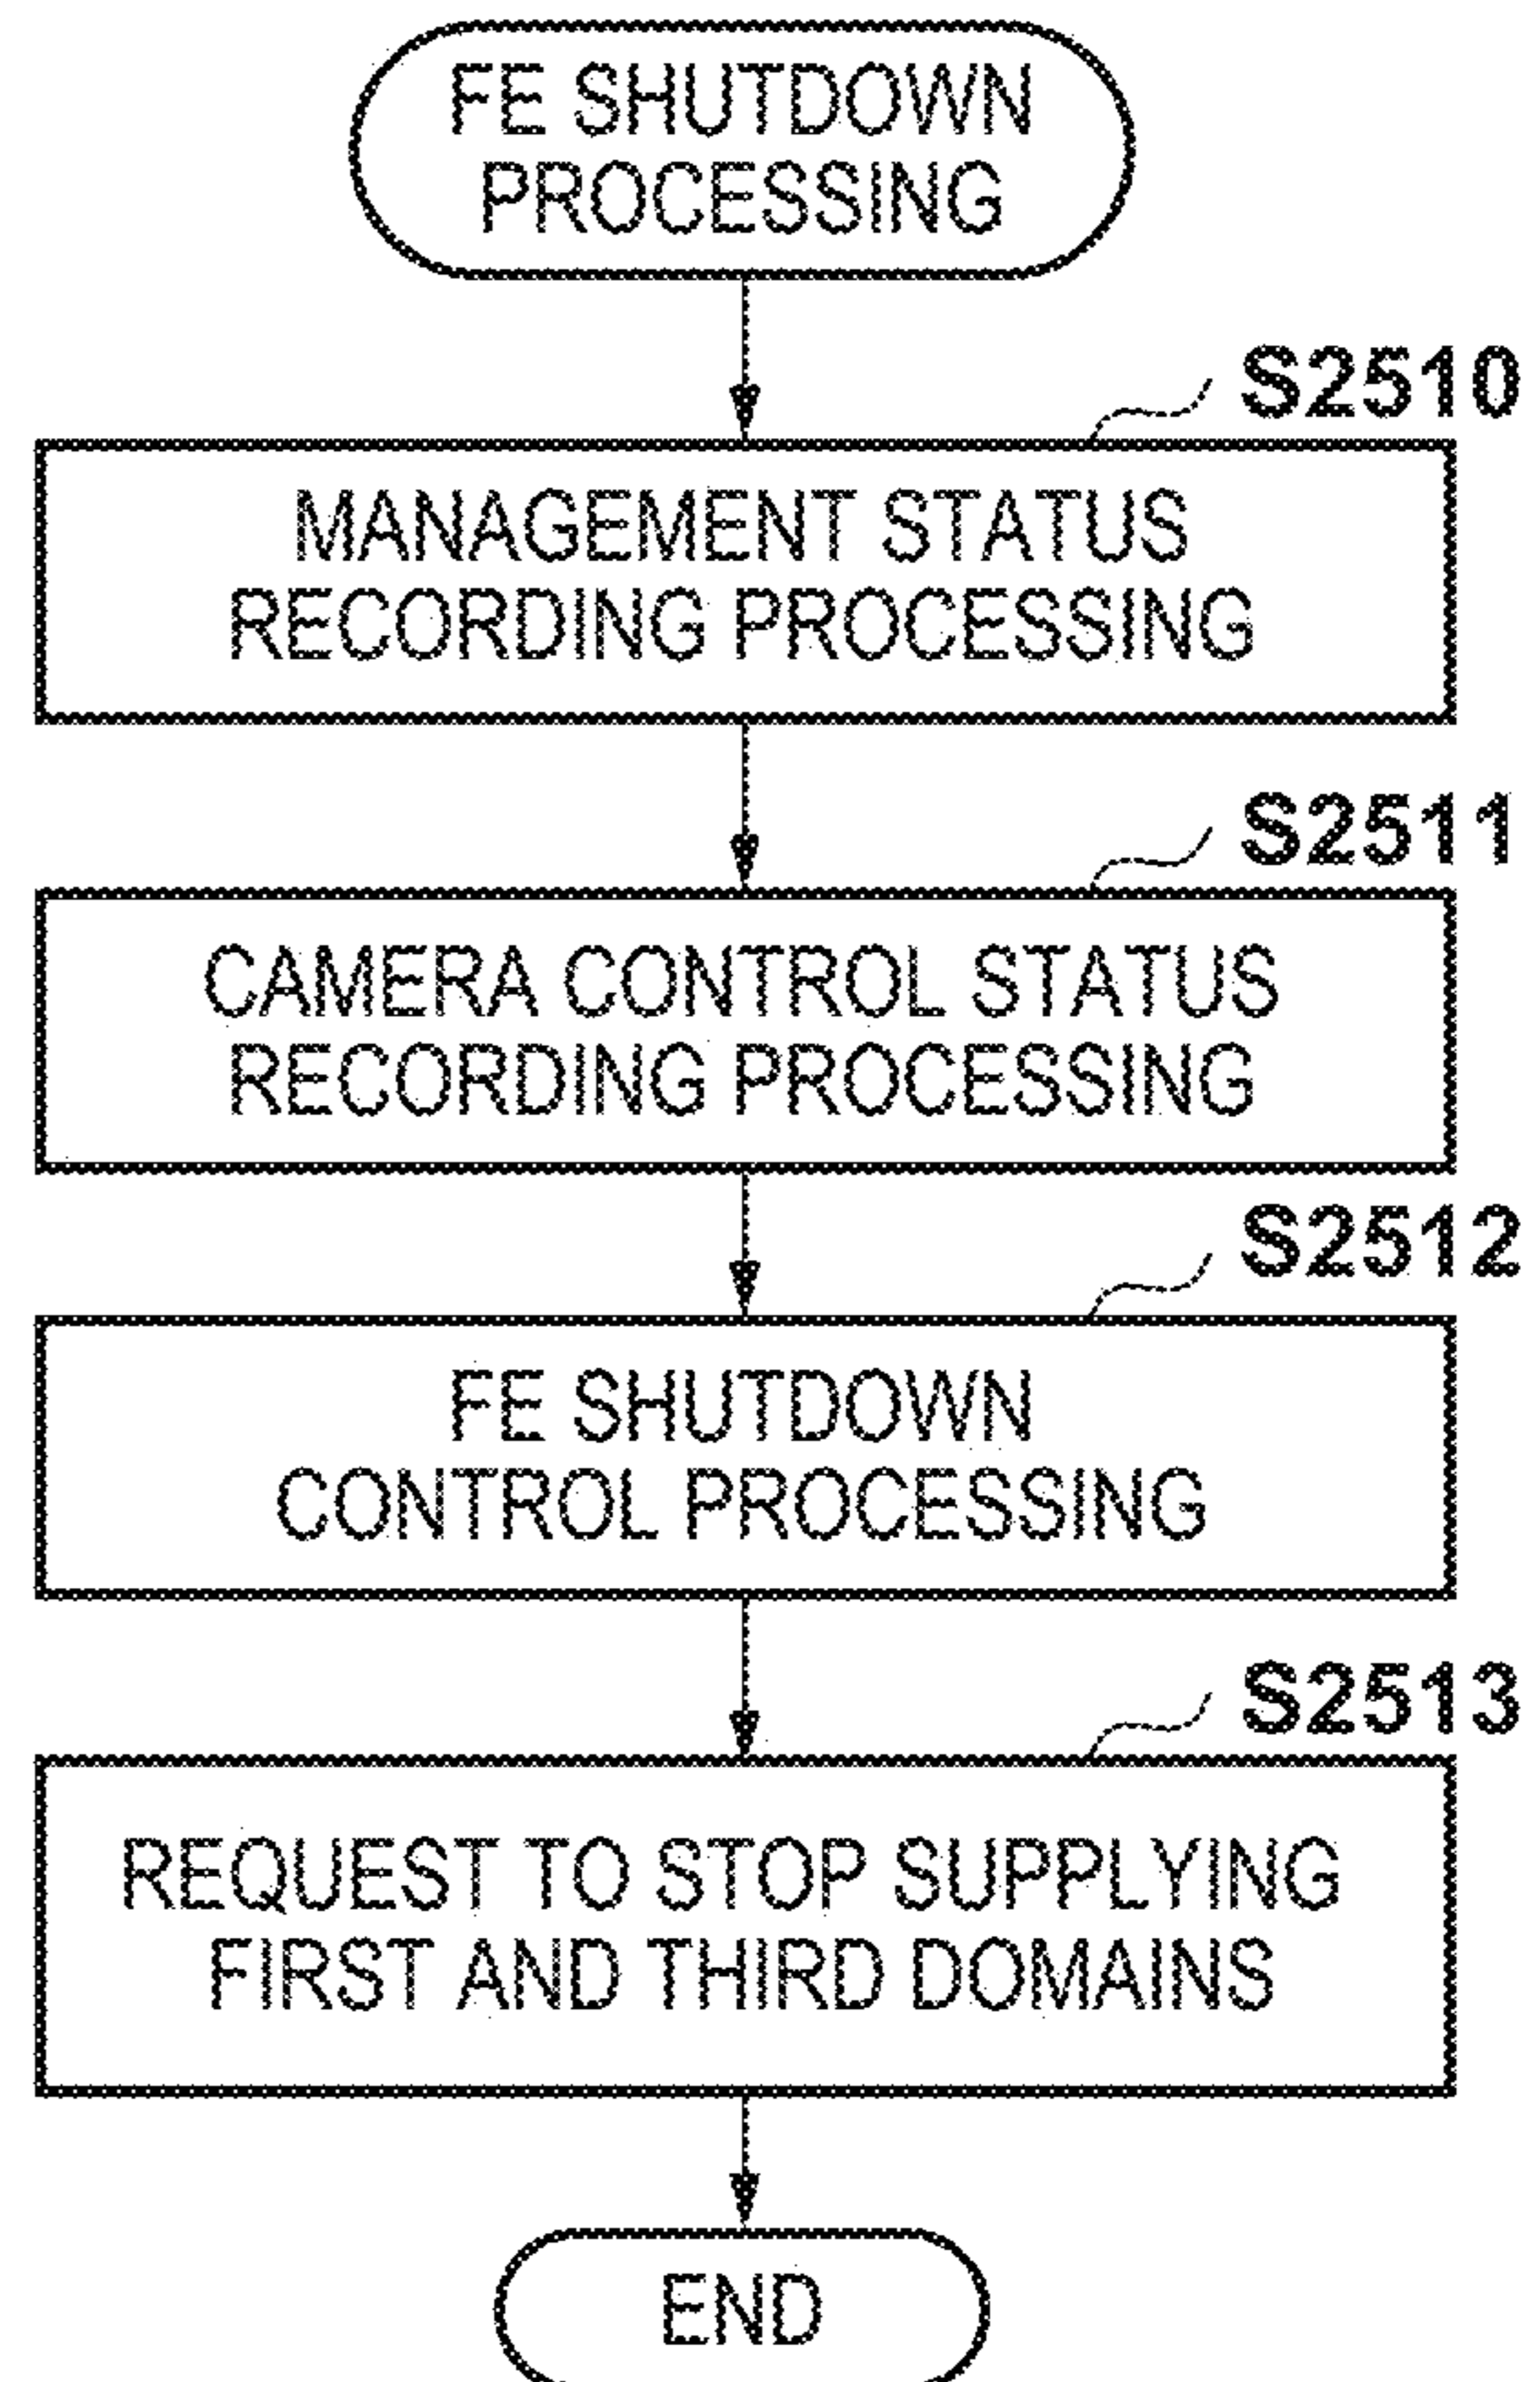 FE SHUTDOWN
PROCESSING
S2510
MANAGEMENT STATUS
RECORDING PROCESSING
S2511
CAMERA CONTROL STATUS
RECORDING PROCESSING
S2512
FE SHUTDOWN
CONTROL PROCESSING
S2513
REQUEST TO STOP SUPPLYING
FIRST AND THIRD DOMAINS
END